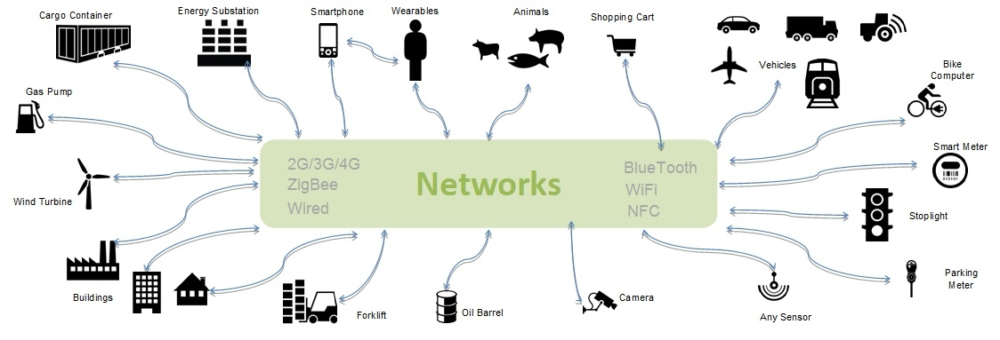 Cargo Container
Energy Substation
Smartphone
Wearables
Animals
Shopping Cart
Vehicles
Bike
Computer
Gas Pump
Smart Meter
010101
2G/3G/4G
ZigBee
Wired
Networks
BlueTooth
WiFi
NFC
Wind Turbine
Stoplight
Buildings
Forklift
Oil Barrel
Camera
Any Sensor
Parking
Meter